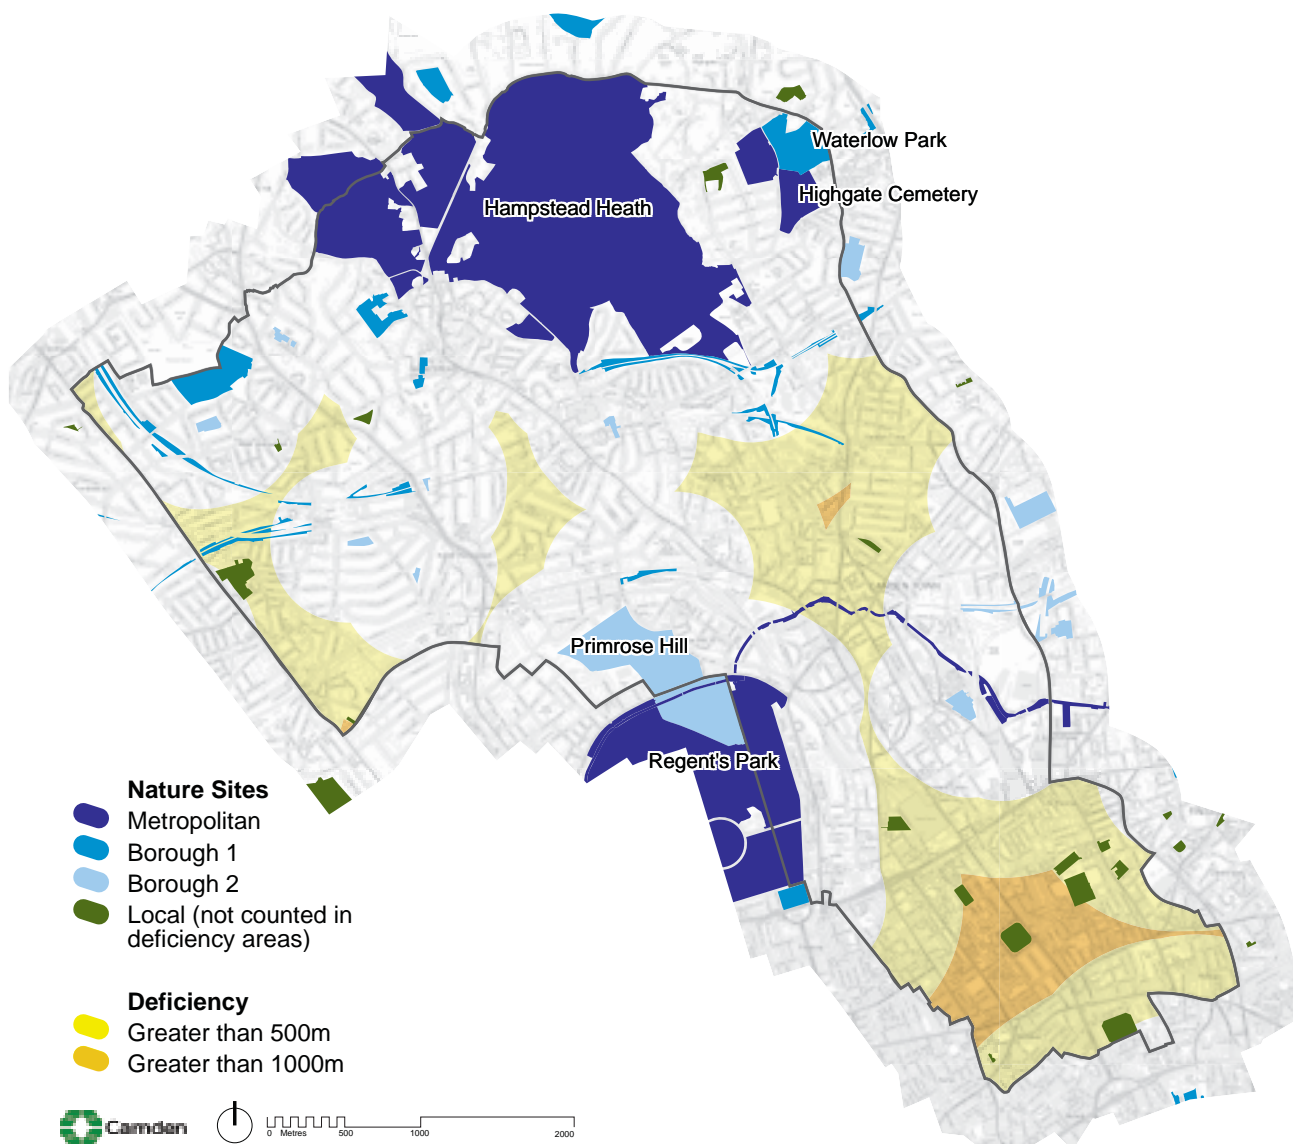 Waterlow Park
Highgate Cemetery
Hampstead Heath
Primrose Hill
Regent's Park
Nature Sites
Metropolitan
Borough 1
Borough 2
Local (not counted in
deficiency areas)
Deficiency
Greater than 500m
Greater than 1000m
Camden
0 Metres 500 1000 2000